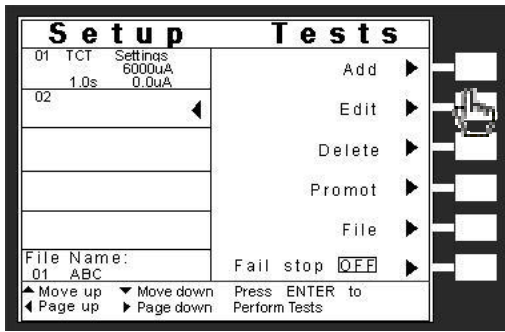 Setup Tests
01 TCT Settings
6000uA
1.0s 0.0uA
02
Add
Edit
Delete
Promot
File
Fail stop OFF
File Name:
01 ABC
Move up Move down
Page up Page down
Press ENTER to
Perform Tests